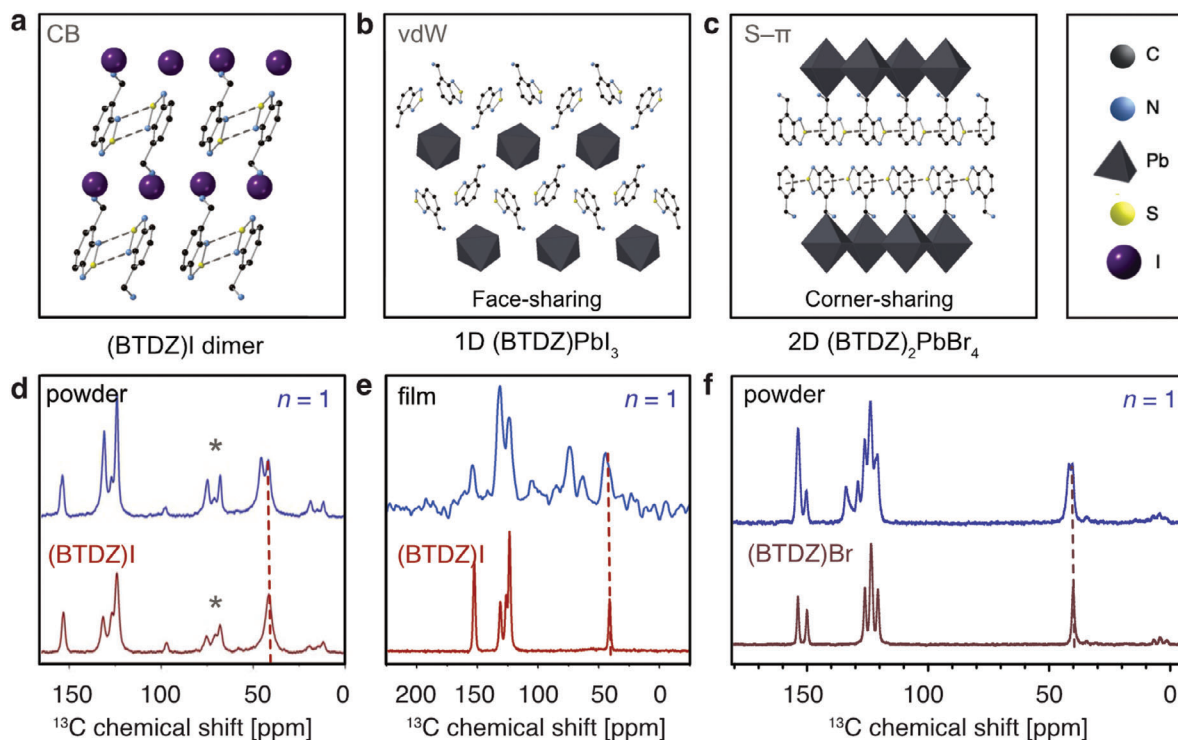 a
CB
(BTDZ)I dimer
b
vdW
Face-sharing
1D (BTDZ)PbI₃
c
S–π
Corner-sharing
2D (BTDZ)₂PbBr₄
C
N
Pb
S
I
d
powder
n = 1
*
(BTDZ)I
*
150 100 50 0
¹³C chemical shift [ppm]
e
film
n = 1
(BTDZ)I
200 150 100 50 0
¹³C chemical shift [ppm]
f
powder
n = 1
(BTDZ)Br
150 100 50 0
¹³C chemical shift [ppm]